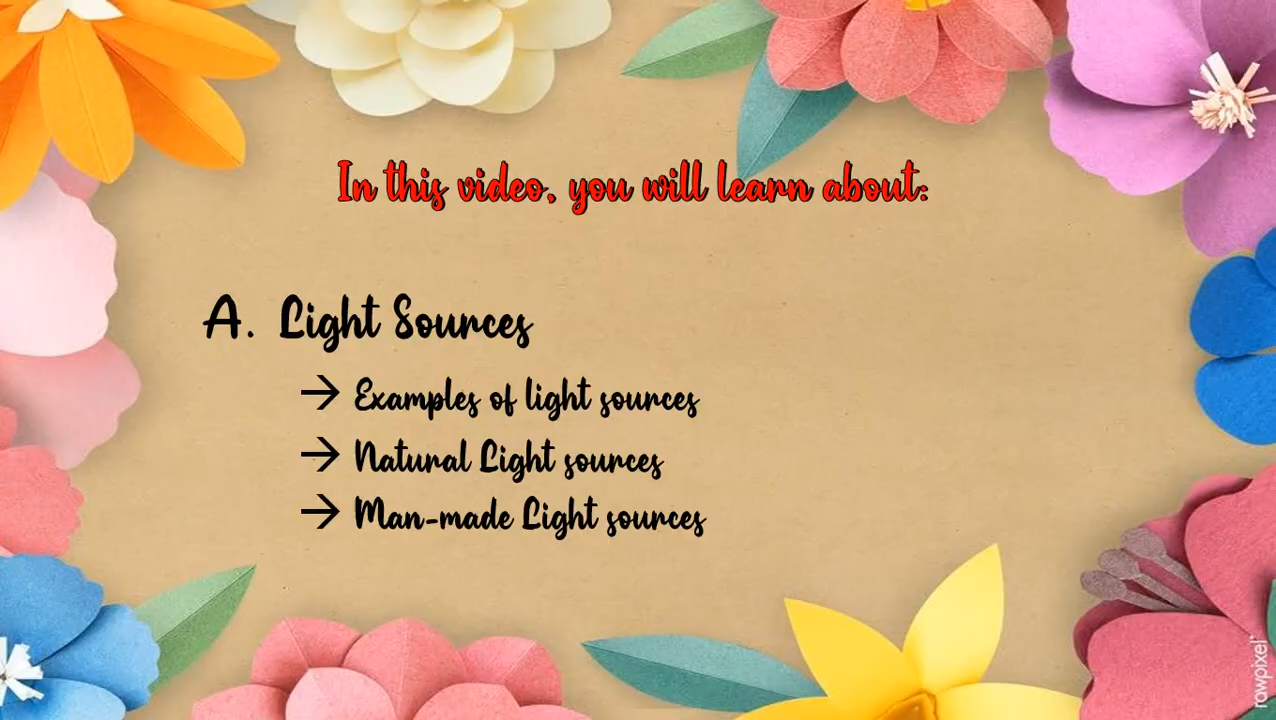 In this video, you will learn about:
A. Light Sources
→ Examples of light sources
→ Natural Light sources
→ Man-made Light sources
rawpixel